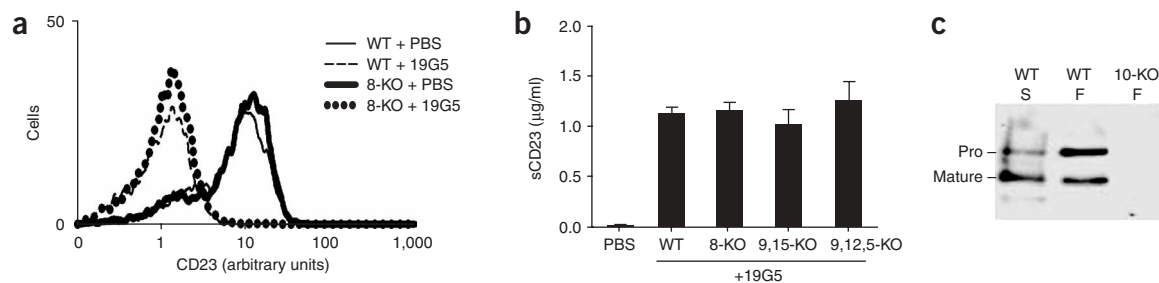 a
50
Cells
0
0
1
10
100
1,000
CD23 (arbitrary units)
WT + PBS
WT + 19G5
8-KO + PBS
8-KO + 19G5
b
sCD23 (μg/ml)
2.0
1.5
1.0
0.5
0.0
PBS
WT
8-KO
9,15-KO
9,12,5-KO
+19G5
c
WT WT 10-KO
S F F
Pro
Mature